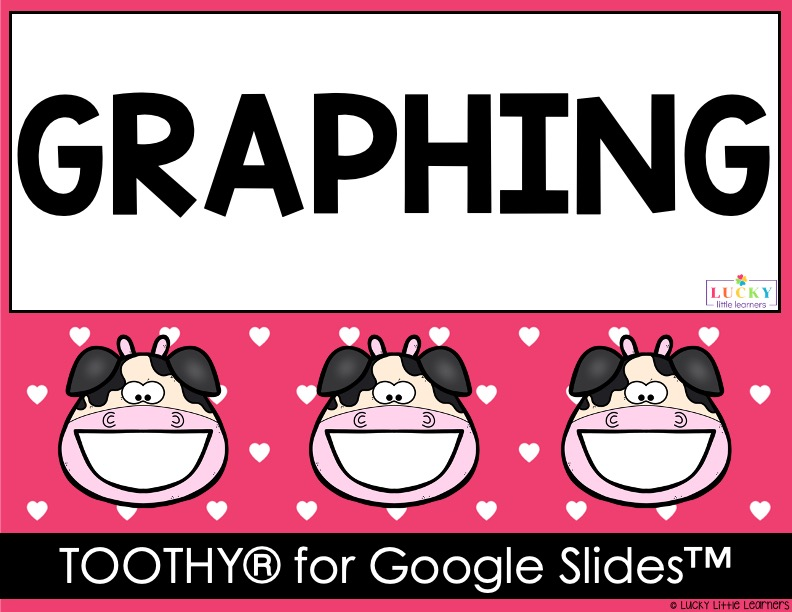 GRAPHING
LUCKY
little learners
TOOTHY® for Google Slides™
© Lucky Little Learners